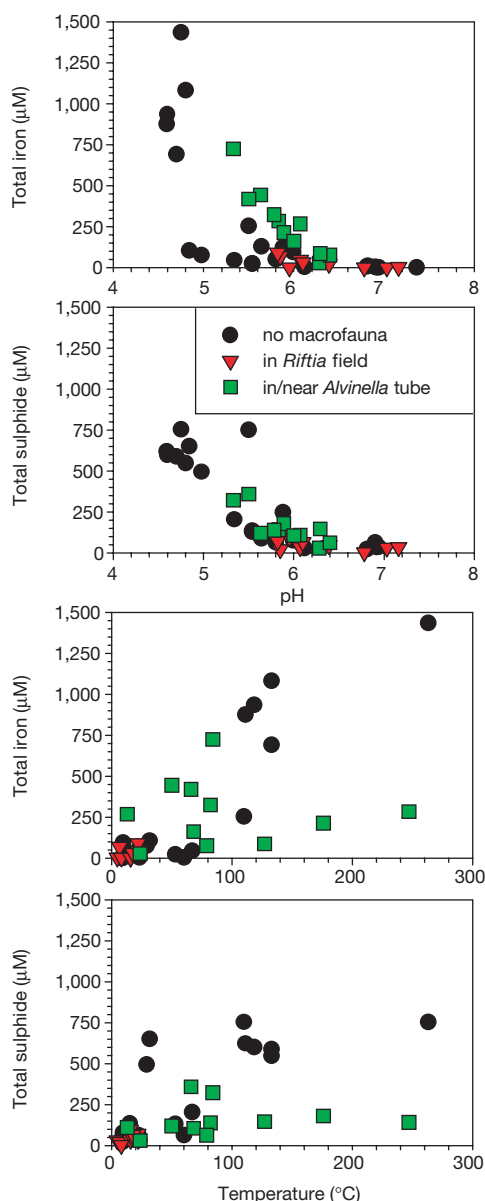 1,500
1,250
1,000
750
500
250
0
Total iron (μM)
4 5 6 7 8
1,500
1,250
1,000
750
500
250
0
Total sulphide (μM)
no macrofauna
in Riftia field
in/near Alvinella tube
4 5 6 7 8
pH
1,500
1,250
1,000
750
500
250
0
Total iron (μM)
0 100 200 300
1,500
1,250
1,000
750
500
250
0
Total sulphide (μM)
0 100 200 300
Temperature (°C)